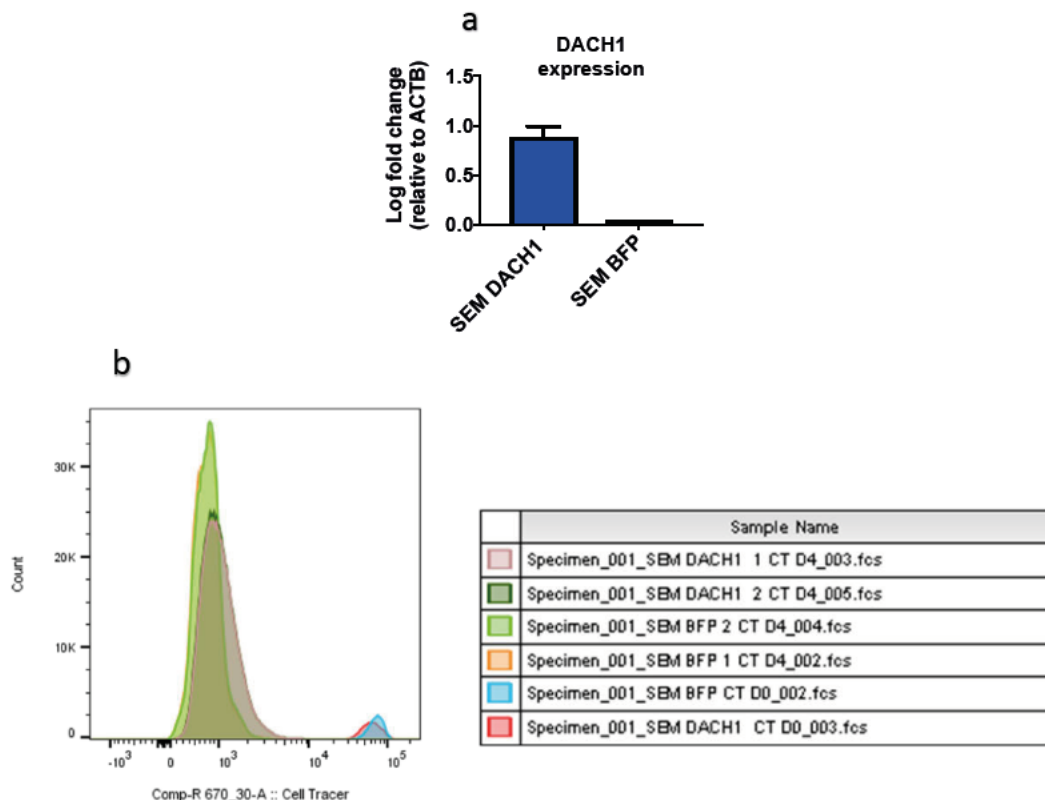 a
DACH1
expression
Log fold change
(relative to ACTB)
1.5
1.0
0.5
0.0
SEM DACH1
SEM BFP
b
Count
30K
20K
10K
0
-10³
0
10³
10⁴
10⁵
Comp-R 670_30-A :: Cell Tracer
Sample Name
Specimen_001_SEM DACH1 1 CT D4_003.fcs
Specimen_001_SEM DACH1 2 CT D4_005.fcs
Specimen_001_SEM BFP 2 CT D4_004.fcs
Specimen_001_SEM BFP 1 CT D4_002.fcs
Specimen_001_SEM BFP CT D0_002.fcs
Specimen_001_SEM DACH1 CT D0_003.fcs